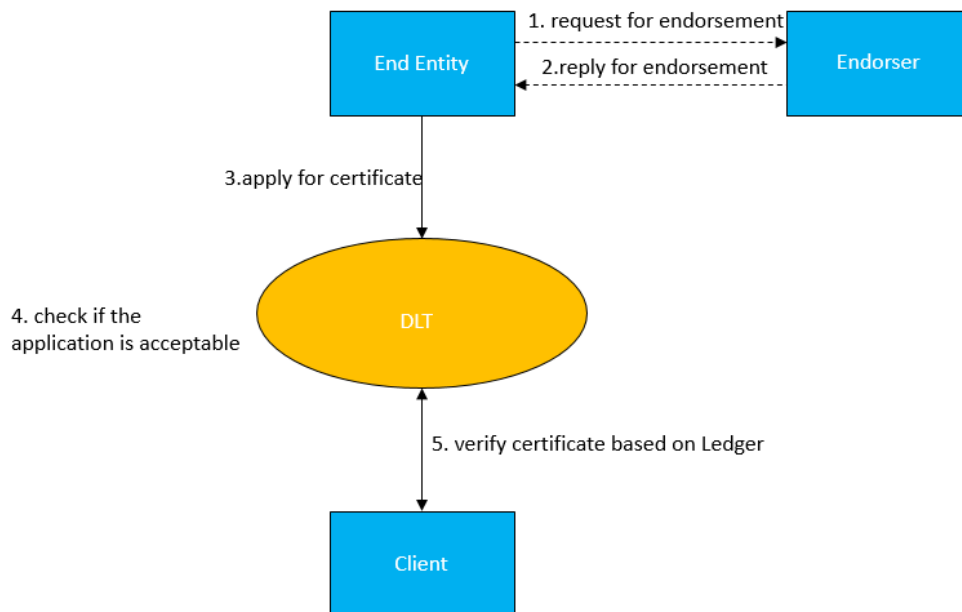 1. request for endorsement
End Entity
2.reply for endorsement
Endorser
3.apply for certificate
4. check if the
application is acceptable
DLT
5. verify certificate based on Ledger
Client